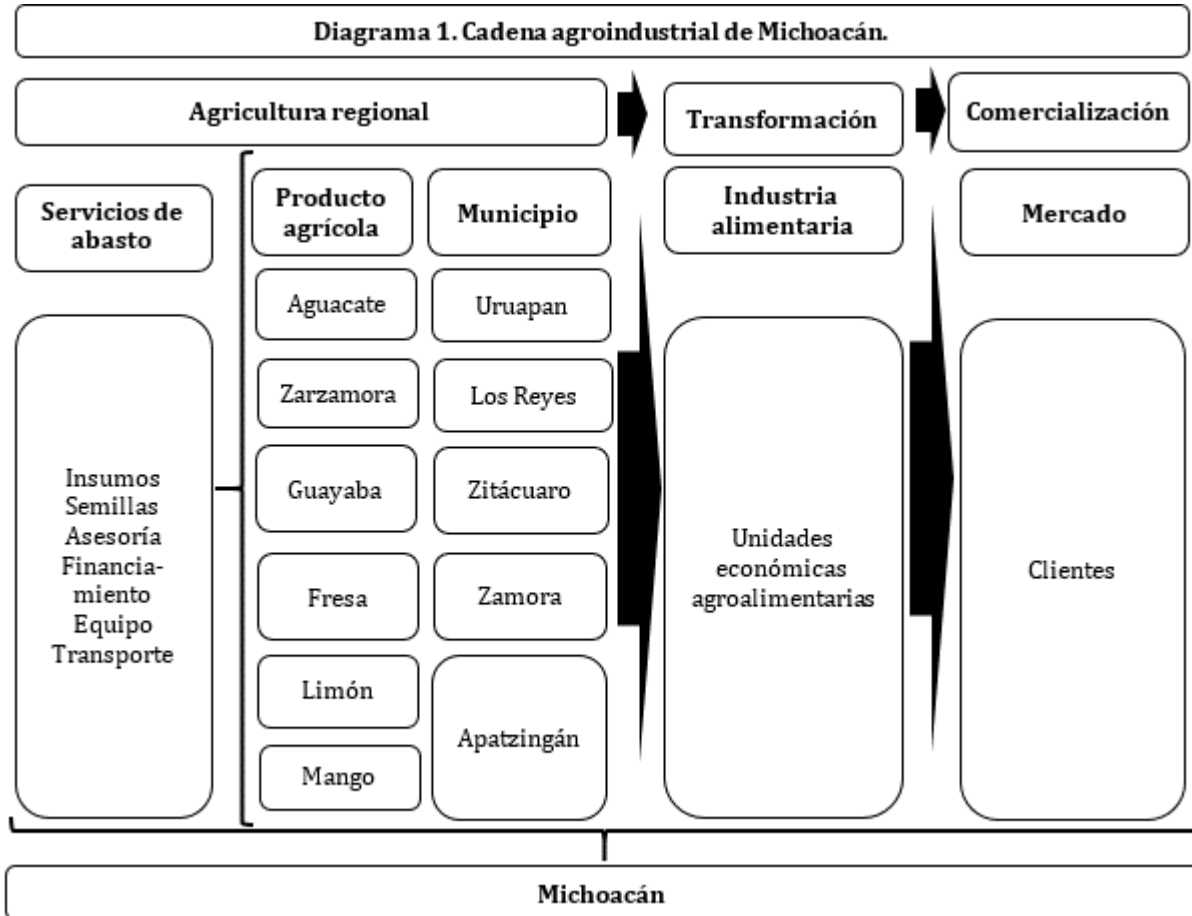 Diagrama 1. Cadena agroindustrial de Michoacán.
Agricultura regional
Transformación
Comercialización
Servicios de
abasto
Producto
agrícola
Municipio
Industria
alimentaria
Mercado
Insumos
Semillas
Asesoría
Financia-
miento
Equipo
Transporte
Aguacate
Uruapan
Zarzamora
Los Reyes
Guayaba
Zitácuaro
Fresa
Zamora
Limón
Mango
Apatzingán
Unidades
económicas
agroalimentarias
Clientes
Michoacán